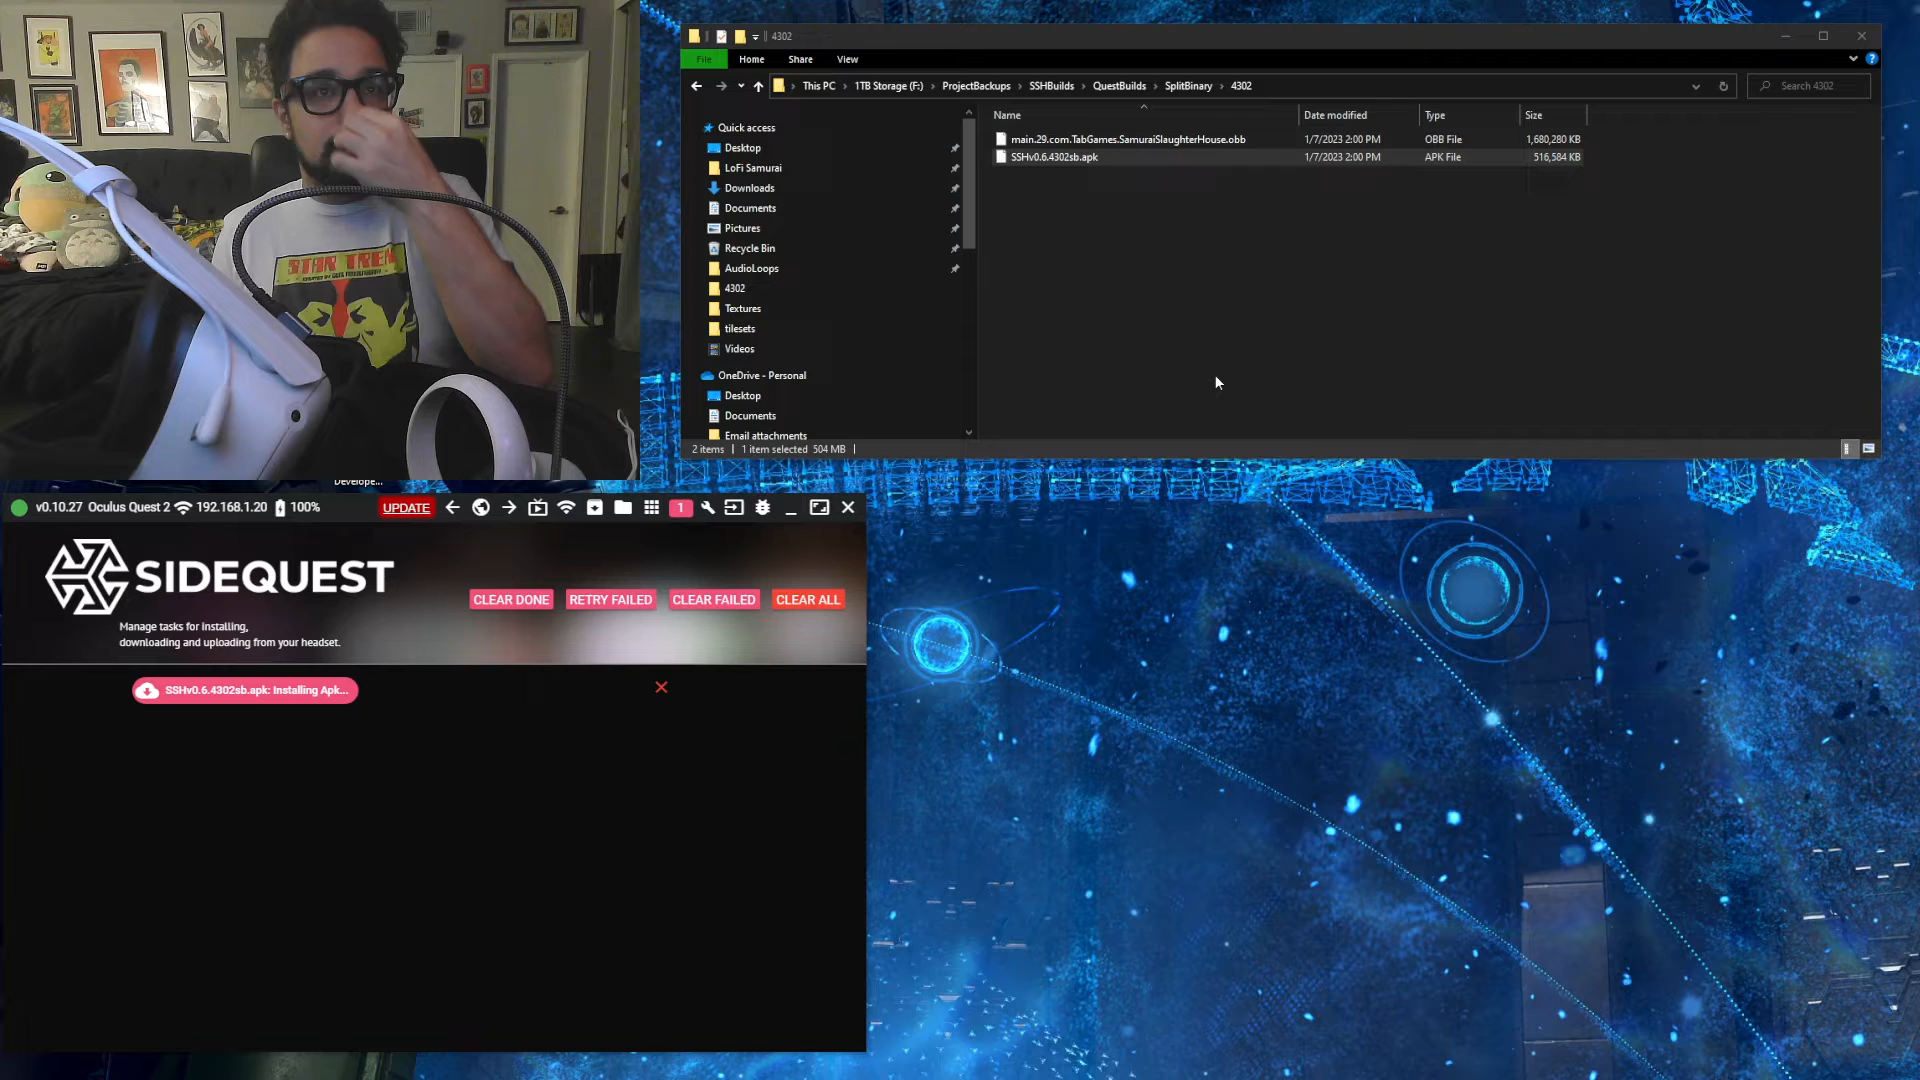 4302
File Home Share View
This PC > 1TB Storage (F:) > ProjectBackups > SSHBuilds > QuestBuilds > SplitBinary > 4302
Search 4302
Name Date modified Type Size
main.29.com.TabGames.SamuraiSlaughterHouse.obb 1/7/2023 2:00 PM OBB File 1,680,280 KB
SSHv0.6.4302sb.apk 1/7/2023 2:00 PM APK File 516,584 KB
Quick access
Desktop
LoFi Samurai
Downloads
Documents
Pictures
Recycle Bin
AudioLoops
4302
Textures
tilesets
Videos
OneDrive - Personal
Desktop
Documents
Email attachments
2 items 1 item selected 504 MB
STAR TREK
Develope...
v0.10.27 Oculus Quest 2 192.168.1.20 100% UPDATE 1
SIDEQUEST
CLEAR DONE RETRY FAILED CLEAR FAILED CLEAR ALL
Manage tasks for installing,
downloading and uploading from your headset.
SSHv0.6.4302sb.apk: Installing Apk...